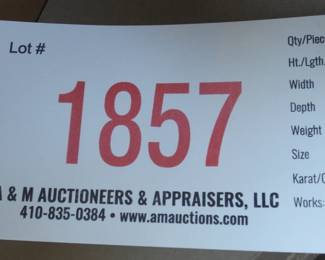 Lot #
1857
A & M AUCTIONEERS & APPRAISERS, LLC
410-835-0384 • www.amauctions.com
Qty/Piec
Ht./Lgth.
Width
Depth
Weight
Size
Karat/C
Works: